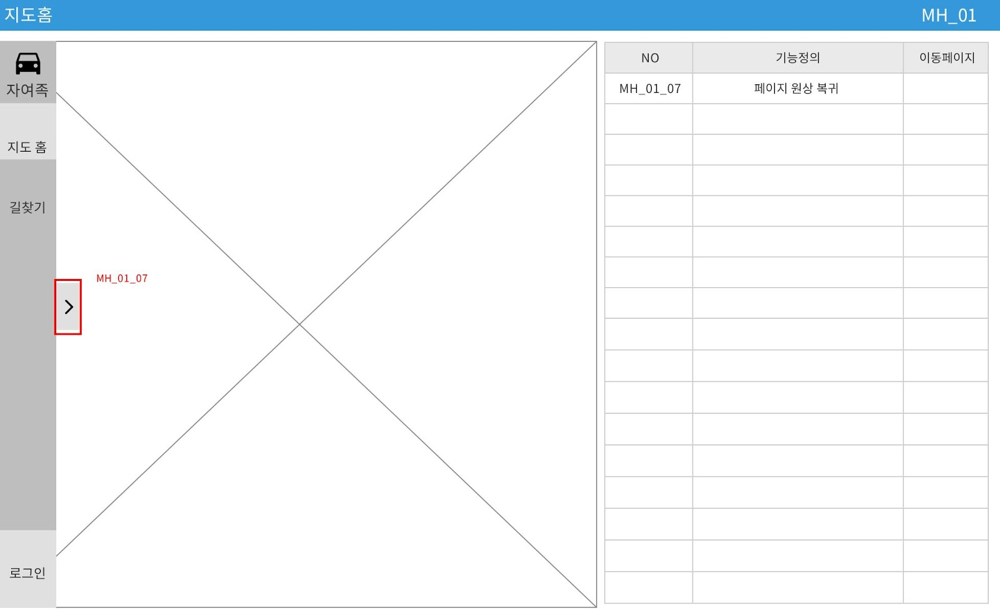 지도홈
MH_01
자여족
지도 홈
길찾기
MH_01_07
로그인
NO 기능정의 이동페이지
MH_01_07 페이지 원상 복귀